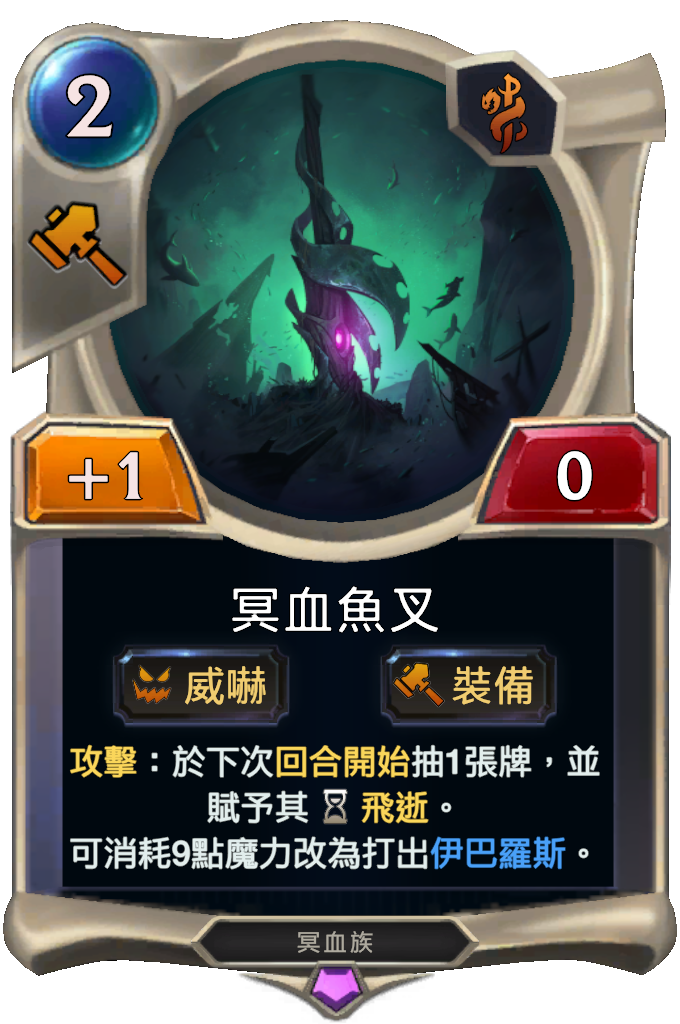 2
+1
0
冥血魚叉
威嚇
裝備
攻擊：於下次回合開始抽1張牌，並
賦予其 飛逝。
可消耗9點魔力改為打出伊巴羅斯。
冥血族